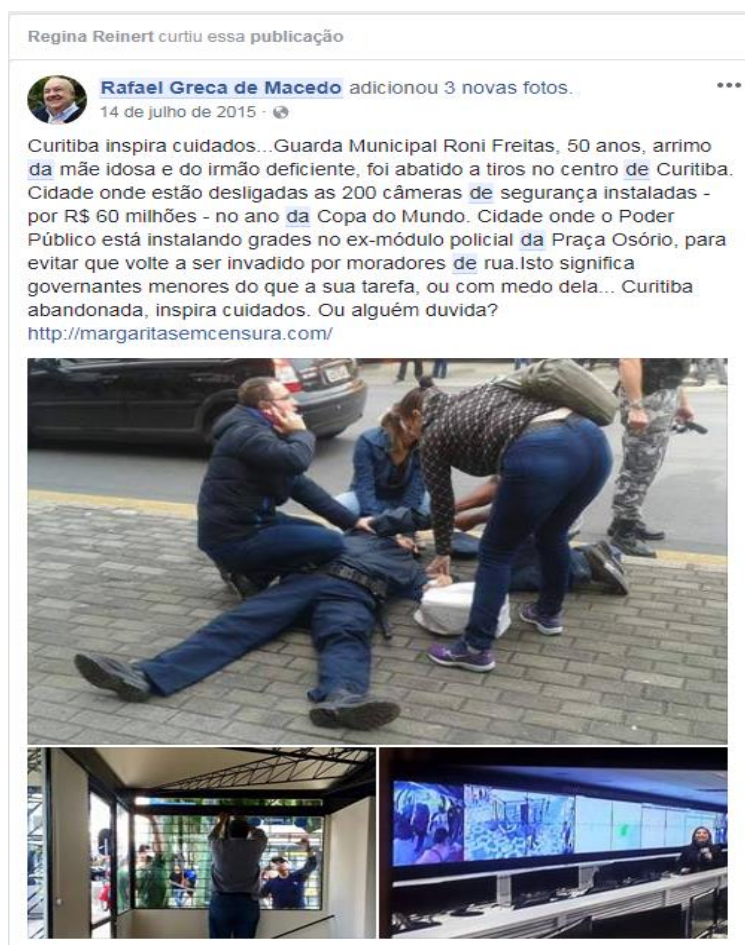 Regina Reinert curtiu essa publicação
Rafael Greca de Macedo adicionou 3 novas fotos.
14 de julho de 2015 ·
Curitiba inspira cuidados...Guarda Municipal Roni Freitas, 50 anos, arrimo
da mãe idosa e do irmão deficiente, foi abatido a tiros no centro de Curitiba.
Cidade onde estão desligadas as 200 câmeras de segurança instaladas -
por R$ 60 milhões - no ano da Copa do Mundo. Cidade onde o Poder
Público está instalando grades no ex-módulo policial da Praça Osório, para
evitar que volte a ser invadido por moradores de rua.Isto significa
governantes menores do que a sua tarefa, ou com medo dela... Curitiba
abandonada, inspira cuidados. Ou alguém duvida?
http://margaritasemcensura.com/